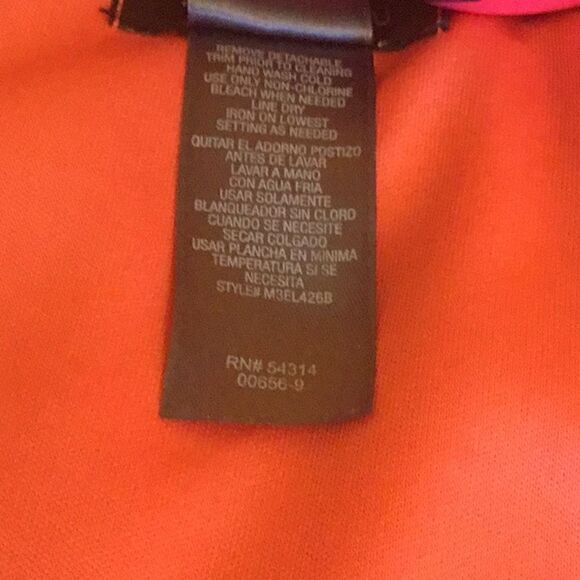 REMOVE DETACHABLE
TRIM PRIOR TO CLEANING
HAND WASH COLD
USE ONLY NON-CHLORINE
BLEACH WHEN NEEDED
LINE DRY
IRON ON LOWEST
SETTING AS NEEDED
QUITAR EL ADORNO POSTIZO
ANTES DE LAVAR
LAVAR A MANO
CON AGUA FRIA
USAR SOLAMENTE
BLANQUEADOR SIN CLORO
CUANDO SE NECESITE
SECAR COLGADO
USAR PLANCHA EN MINIMA
TEMPERATURA SI SE
NECESITA
STYLE# M3EL426B
RN# 54314
00656-9